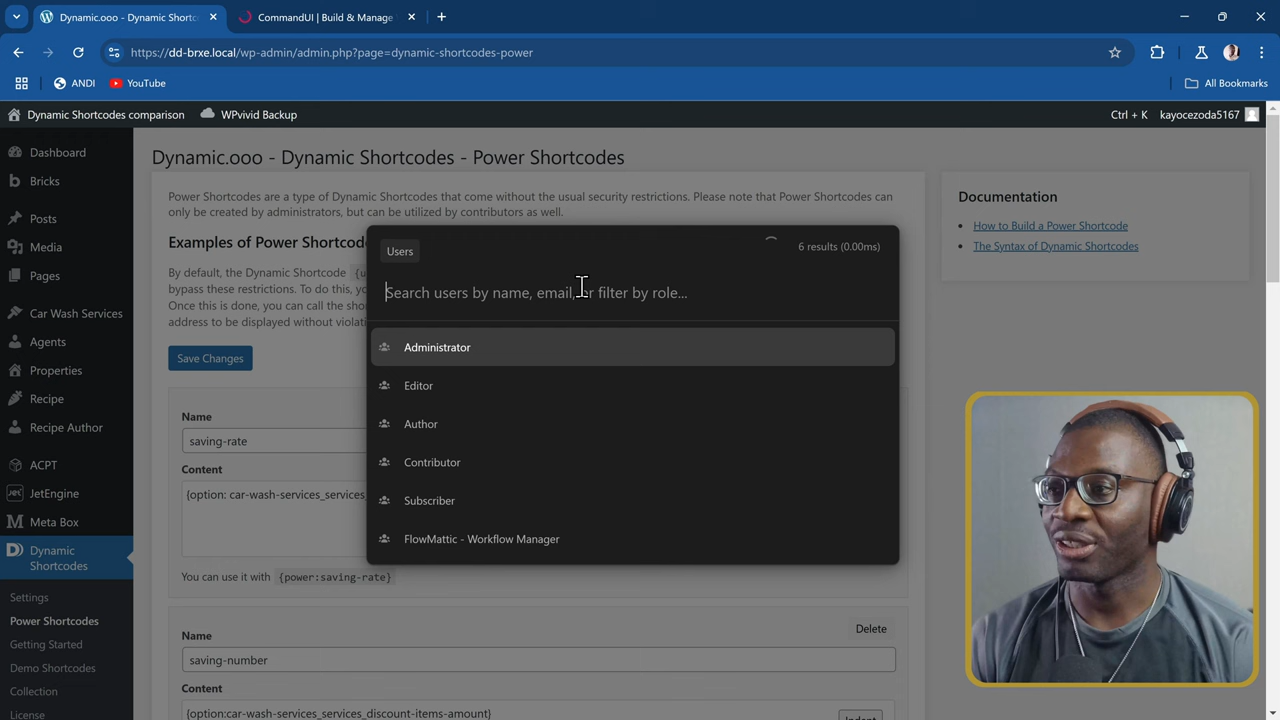 Dynamic.ooo - Dynamic Shortc
CommandUI | Build & Manage
https://dd-brxe.local/wp-admin/admin.php?page=dynamic-shortcodes-power
ANDI
YouTube
All Bookmarks
Dynamic Shortcodes comparison
WPvivid Backup
Ctrl + K
kayocezoda5167
Dashboard
Bricks
Posts
Media
Pages
Car Wash Services
Agents
Properties
Recipe
Recipe Author
ACPT
JetEngine
Meta Box
Dynamic
Shortcodes
Settings
Power Shortcodes
Getting Started
Demo Shortcodes
Collection
License
Dynamic.ooo - Dynamic Shortcodes - Power Shortcodes
Power Shortcodes are a type of Dynamic Shortcodes that come without the usual security restrictions. Please note that Power Shortcodes can
only be created by administrators, but can be utilized by contributors as well.
Examples of Power Shortcod
By default, the Dynamic Shortcode {u
bypass these restrictions. To do this, yo
Once this is done, you can call the shor
address to be displayed without violati
Save Changes
Name
saving-rate
Content
{option: car-wash-services_services_
You can use it with {power:saving-rate}
Delete
Name
saving-number
Content
{option:car-wash-services_services_discount-items-amount}
Indent
Users
6 results (0.00ms)
Search users by name, email, or filter by role...
Administrator
Editor
Author
Contributor
Subscriber
FlowMattic - Workflow Manager
Documentation
How to Build a Power Shortcode
The Syntax of Dynamic Shortcodes